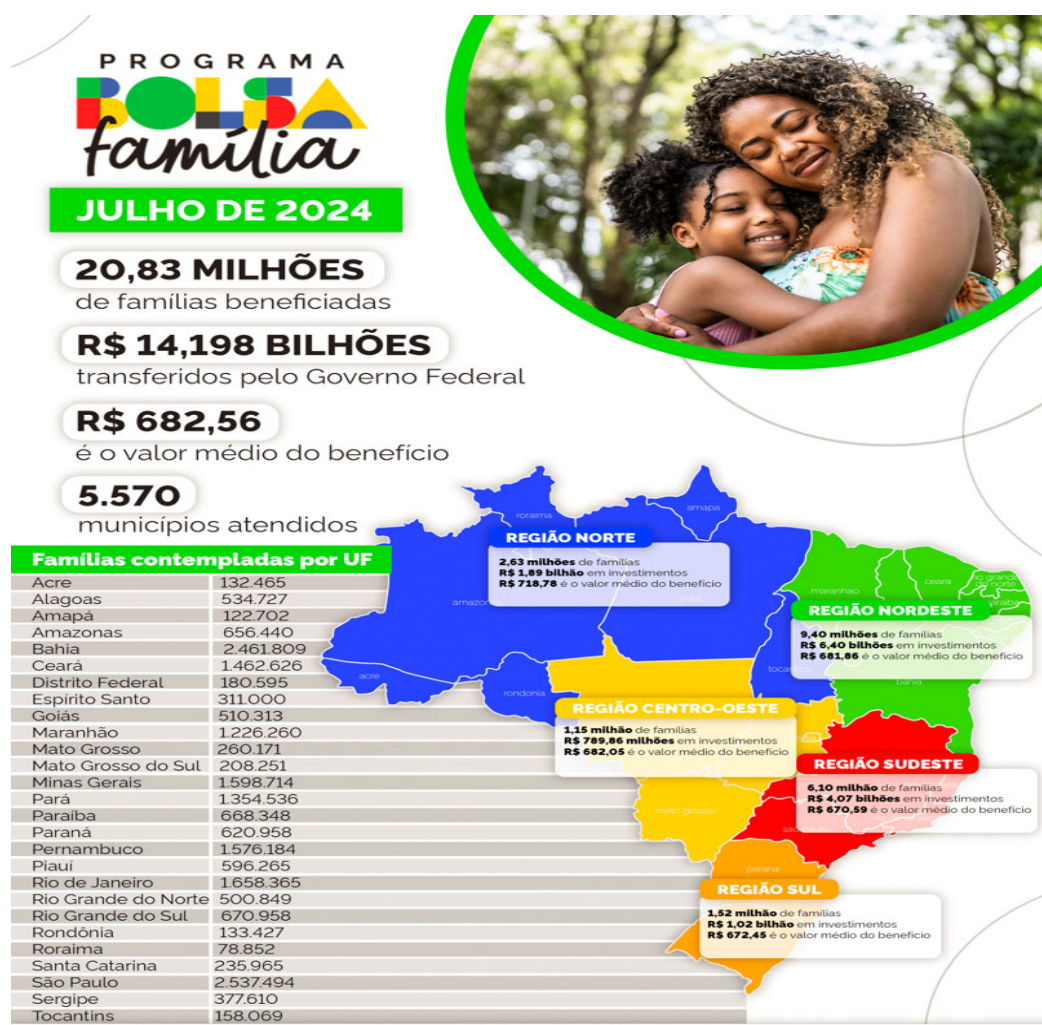 PROGRAMA
BOLSA
família
JULHO DE 2024
20,83 MILHÕES
de famílias beneficiadas
R$ 14,198 BILHÕES
transferidos pelo Governo Federal
R$ 682,56
é o valor médio do benefício
5.570
municípios atendidos
Famílias contempladas por UF
Acre 132.465
Alagoas 534.727
Amapá 122.702
Amazonas 656.440
Bahia 2.461.809
Ceará 1.462.626
Distrito Federal 180.595
Espírito Santo 311.000
Goiás 510.313
Maranhão 1.226.260
Mato Grosso 260.171
Mato Grosso do Sul 208.251
Minas Gerais 1.598.714
Pará 1.354.536
Paraíba 668.348
Paraná 620.958
Pernambuco 1.576.184
Piauí 596.265
Rio de Janeiro 1.658.365
Rio Grande do Norte 500.849
Rio Grande do Sul 670.958
Rondônia 133.427
Roraima 78.852
Santa Catarina 235.965
São Paulo 2.537.494
Sergipe 377.610
Tocantins 158.069
roraima
amapa
REGIÃO NORTE
2,63 milhões de famílias
R$ 1,89 bilhão em investimentos
R$ 718,78 é o valor médio do benefício
acre
rondonia
maranhao
ceara
rio grande
do norte
REGIÃO NORDESTE
9,40 milhões de famílias
R$ 6,40 bilhões em investimentos
R$ 681,86 é o valor médio do benefício
bahia
REGIÃO CENTRO-OESTE
1,15 milhão de famílias
R$ 789,86 milhões em investimentos
R$ 682,05 é o valor médio do benefício
mato grosso
REGIÃO SUDESTE
6,10 milhão de famílias
R$ 4,07 bilhões em investimentos
R$ 670,59 é o valor médio do benefício
parana
REGIÃO SUL
1,52 milhão de famílias
R$ 1,02 bilhão em investimentos
R$ 672,45 é o valor médio do benefício